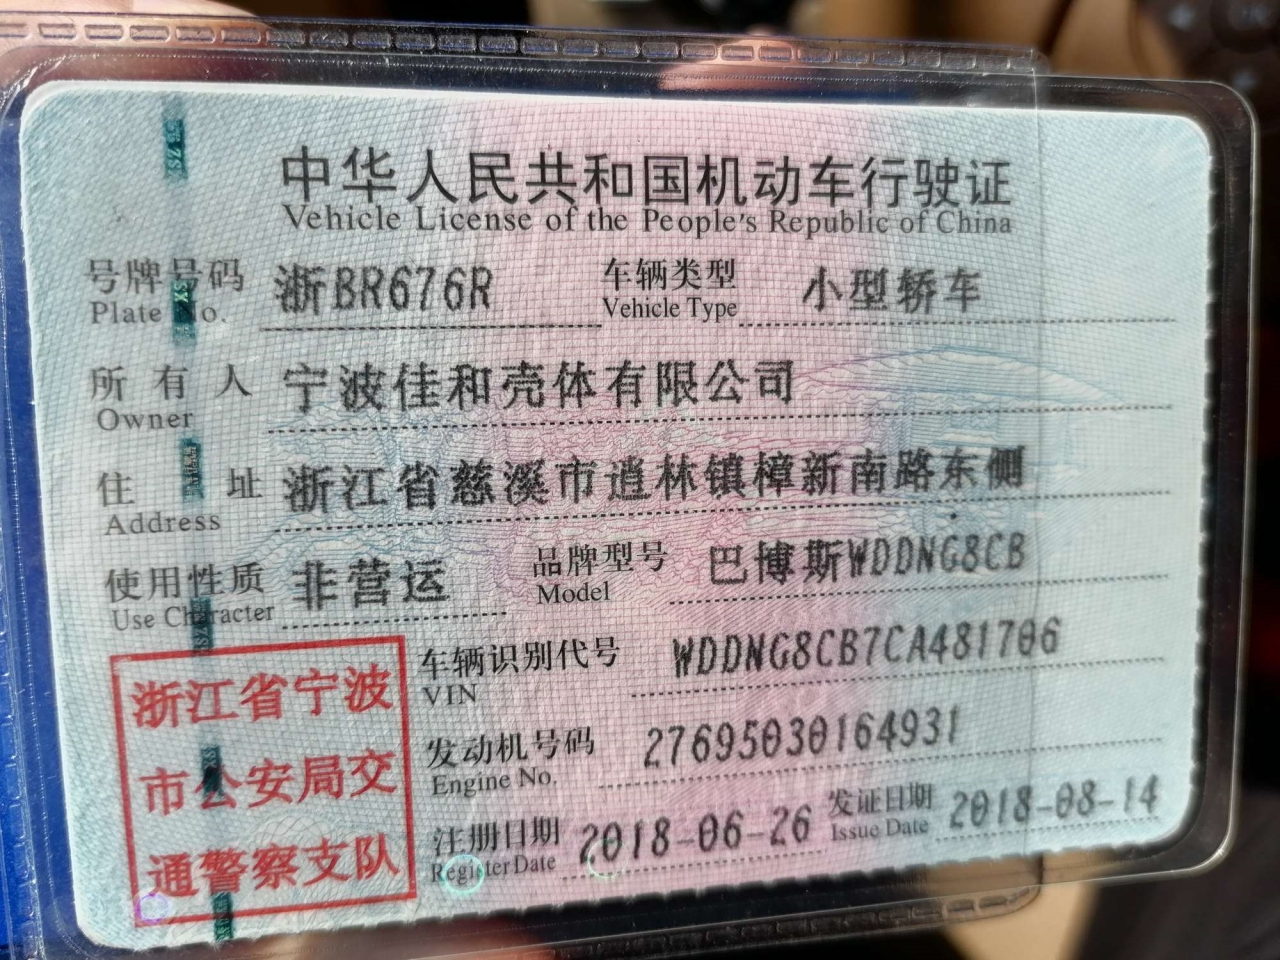 中华人民共和国机动车行驶证
Vehicle License of the People's Republic of China
号牌号码 浙BR676R 车辆类型 小型轿车
Plate No. Vehicle Type
所有人 宁波佳和壳体有限公司
Owner
住址 浙江省慈溪市逍林镇樟新南路东侧
Address
使用性质 非营运 品牌型号 巴博斯WDDNG8CB
Use Character Model
车辆识别代号 WDDNG8CB7CA481706
VIN
发动机号码 27695030164931
Engine No.
注册日期 2018-06-26 发证日期 2018-08-14
Register Date Issue Date
浙江省宁波
市公安局交
通警察支队